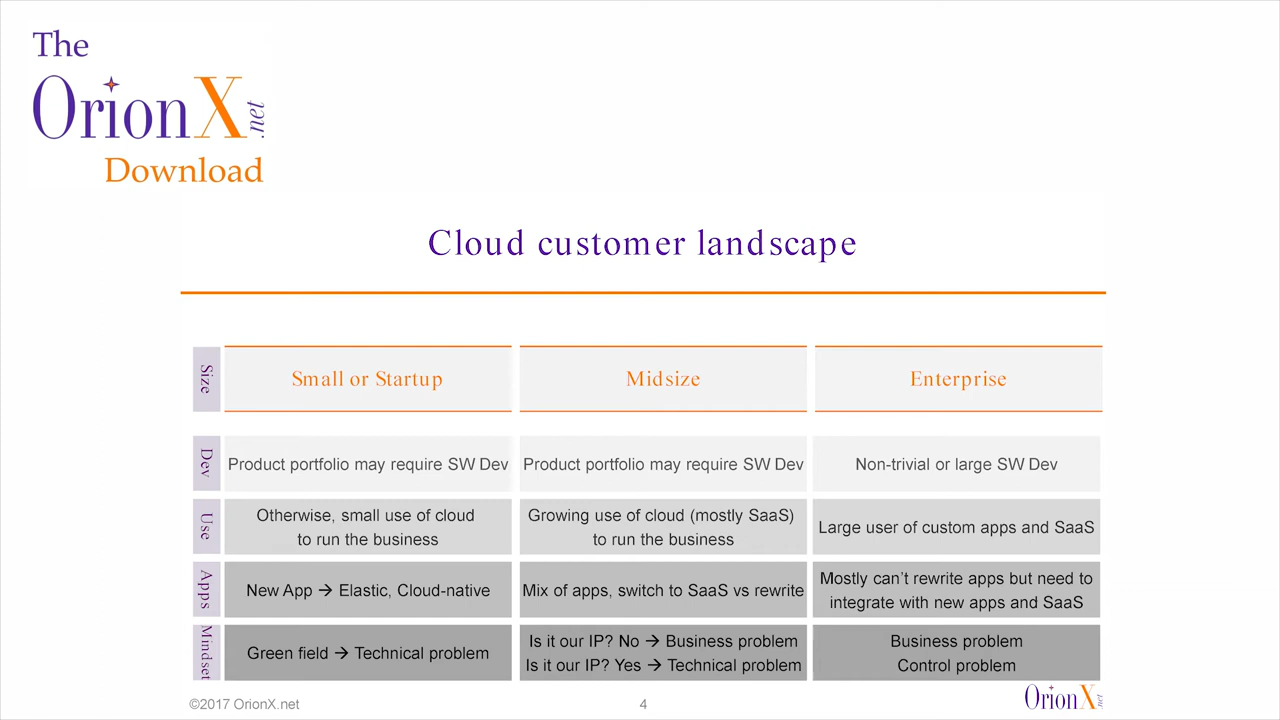 The
OrionX.net
Download
Cloud customer landscape
Size
Small or Startup
Midsize
Enterprise
Dev
Product portfolio may require SW Dev
Product portfolio may require SW Dev
Non-trivial or large SW Dev
Use
Otherwise, small use of cloud
to run the business
Growing use of cloud (mostly SaaS)
to run the business
Large user of custom apps and SaaS
Apps
New App → Elastic, Cloud-native
Mix of apps, switch to SaaS vs rewrite
Mostly can't rewrite apps but need to
integrate with new apps and SaaS
Mindset
Green field → Technical problem
Is it our IP? No → Business problem
Is it our IP? Yes → Technical problem
Business problem
Control problem
©2017 OrionX.net
4
OrionX.net